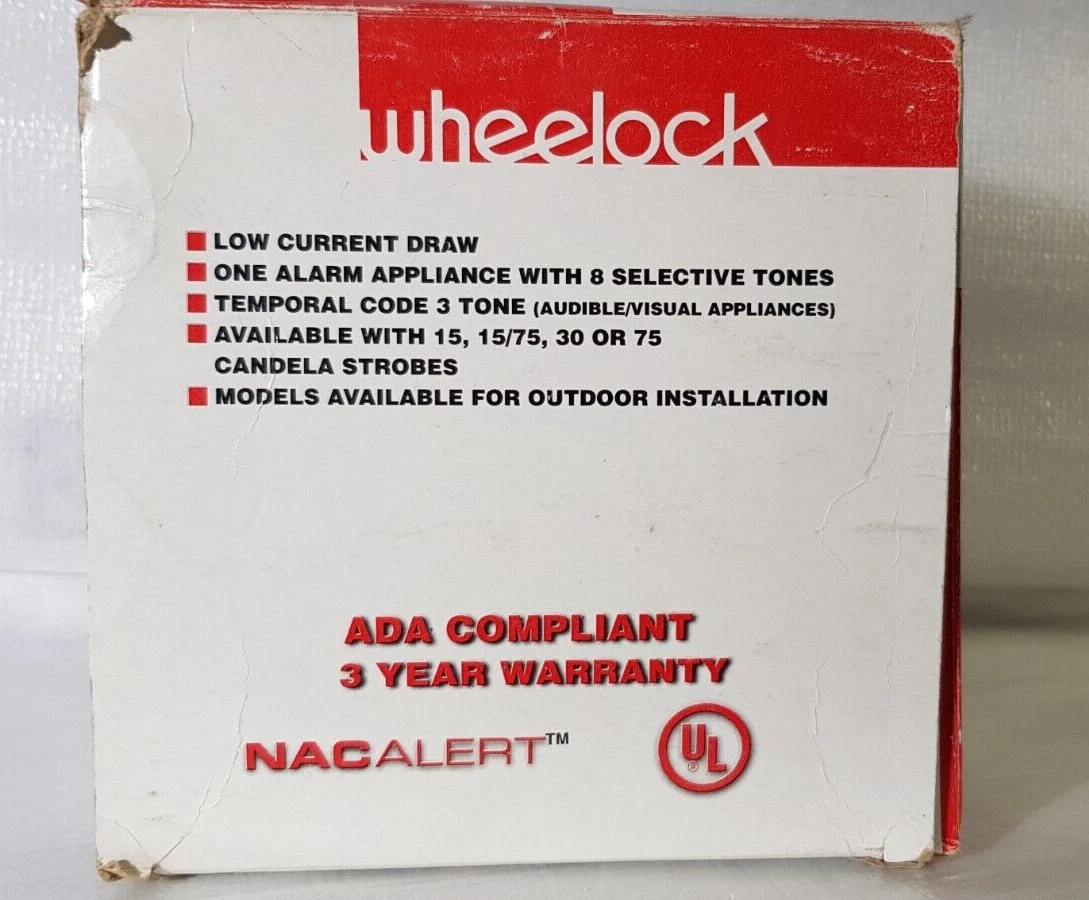 wheelock
LOW CURRENT DRAW
ONE ALARM APPLIANCE WITH 8 SELECTIVE TONES
TEMPORAL CODE 3 TONE (AUDIBLE/VISUAL APPLIANCES)
AVAILABLE WITH 15, 15/75, 30 OR 75
CANDELA STROBES
MODELS AVAILABLE FOR OUTDOOR INSTALLATION
ADA COMPLIANT
3 YEAR WARRANTY
NACALERT™
UL®